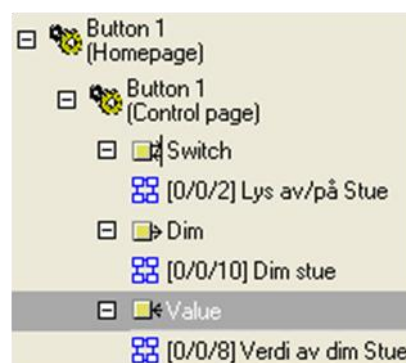 Button 1
(Homepage)
Button 1
(Control page)
Switch
[0/0/2] Lys av/på Stue
Dim
[0/0/10] Dim stue
Value
[0/0/8] Verdi av dim Stue